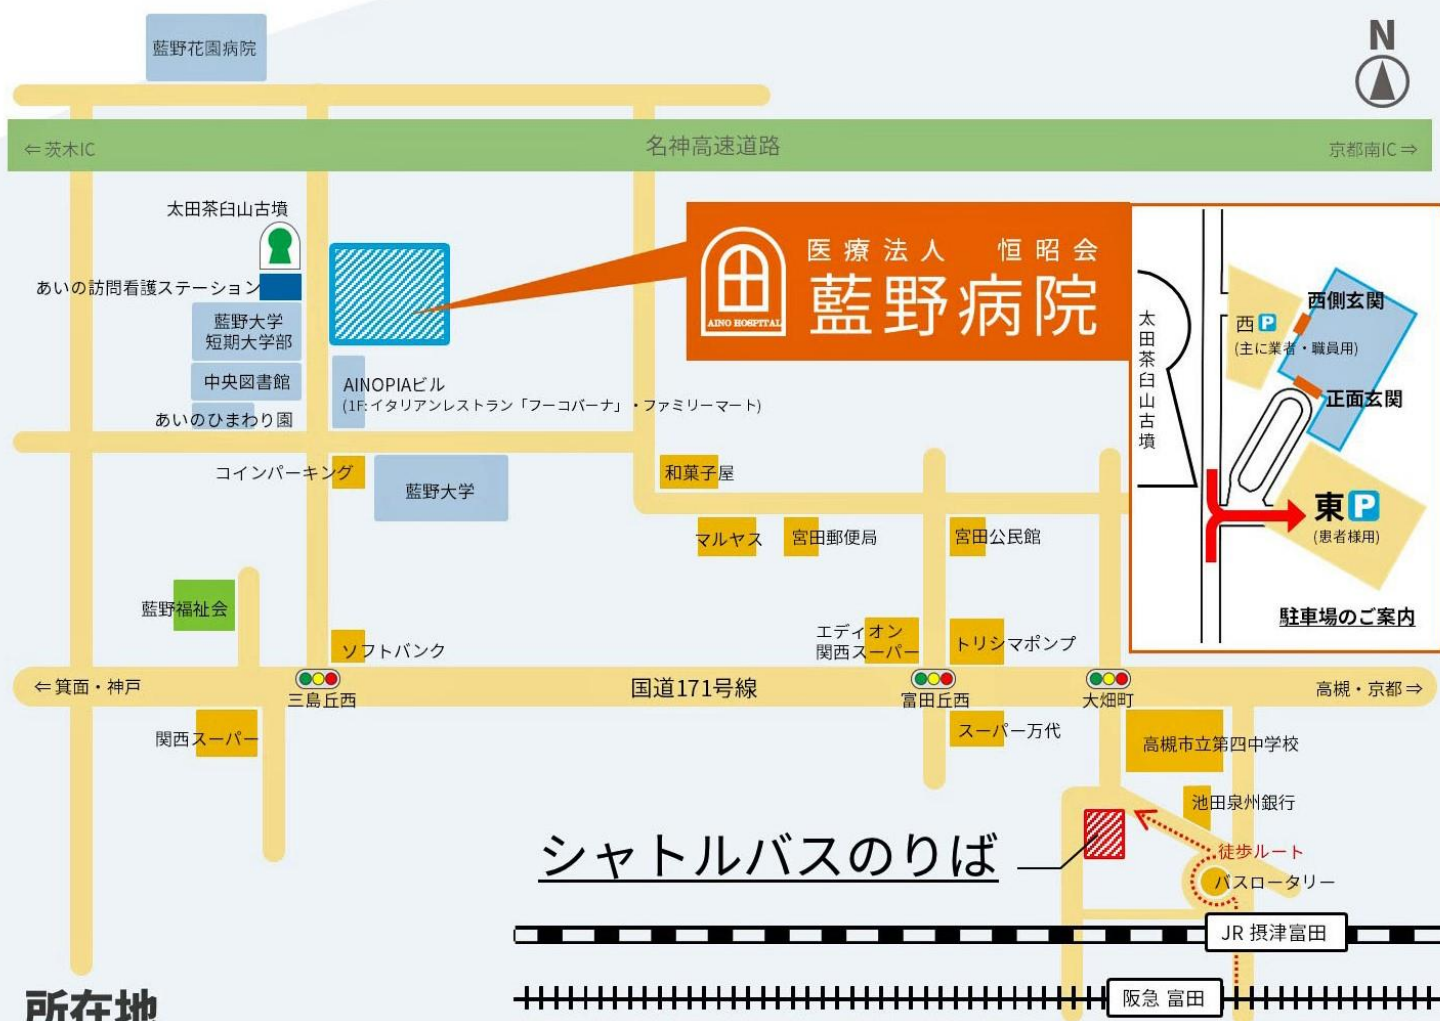 藍野花園病院
N
⇐ 茨木IC
名神高速道路
京都南IC ⇒
太田茶臼山古墳
あいの訪問看護ステーション
藍野大学
短期大学部
中央図書館
あいのひまわり園
AINO HOSPITAL
医療法人 恒昭会
藍野病院
AINOPIAビル
(1F:イタリアンレストラン「フーコバーナ」・ファミリーマート)
太田茶臼山古墳
西側玄関
西P
(主に業者・職員用)
正面玄関
東P
(患者様用)
駐車場のご案内
コインパーキング
藍野大学
和菓子屋
マルヤス
宮田郵便局
宮田公民館
藍野福祉会
ソフトバンク
エディオン
関西スーパー
トリシマポンプ
⇐ 箕面・神戸
三島丘西
国道171号線
富田丘西
大畑町
高槻・京都 ⇒
関西スーパー
スーパー万代
高槻市立第四中学校
池田泉州銀行
シャトルバスのりば
徒歩ルート
バスロータリー
JR 摂津富田
阪急 富田
所在地